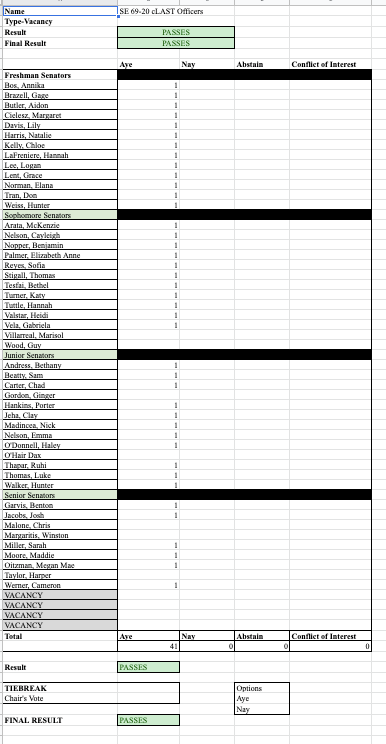 Name SE 69-20 cLAST Officers
Type-Vacancy
Result PASSES
Final Result PASSES
Aye Nay Abstain Conflict of Interest
Freshman Senators
Bos, Annika 1
Brazell, Gage 1
Butler, Aidon 1
Cielesz, Margaret 1
Davis, Lily 1
Harris, Natalie 1
Kelly, Chloe 1
LaFreniere, Hannah 1
Lee, Logan 1
Lent, Grace 1
Norman, Elana 1
Tran, Don 1
Weiss, Hunter 1
Sophomore Senators
Arata, McKenzie 1
Nelson, Cayleigh 1
Nopper, Benjamin 1
Palmer, Elizabeth Anne 1
Reyes, Sofia 1
Stigall, Thomas 1
Tesfai, Bethel 1
Turner, Katy 1
Tuttle, Hannah 1
Valstar, Heidi 1
Vela, Gabriela 1
Villarreal, Marisol
Wood, Guy
Junior Senators
Andress, Bethany 1
Beatty, Sam 1
Carter, Chad 1
Gordon, Ginger
Hankins, Porter 1
Jeha, Clay 1
Madincea, Nick 1
Nelson, Emma 1
O'Donnell, Haley 1
O'Hair Dax
Thapar, Ruhi 1
Thomas, Luke 1
Walker, Hunter 1
Senior Senators
Garvis, Benton 1
Jacobs, Josh 1
Malone, Chris
Margaritis, Winston
Miller, Sarah 1
Moore, Maddie 1
Oitzman, Megan Mae 1
Taylor, Harper
Werner, Cameron 1
VACANCY
VACANCY
VACANCY
VACANCY
Total Aye Nay Abstain Conflict of Interest
41 0 0 0
Result PASSES
TIEBREAK Options
Chair's Vote Aye
Nay
FINAL RESULT PASSES